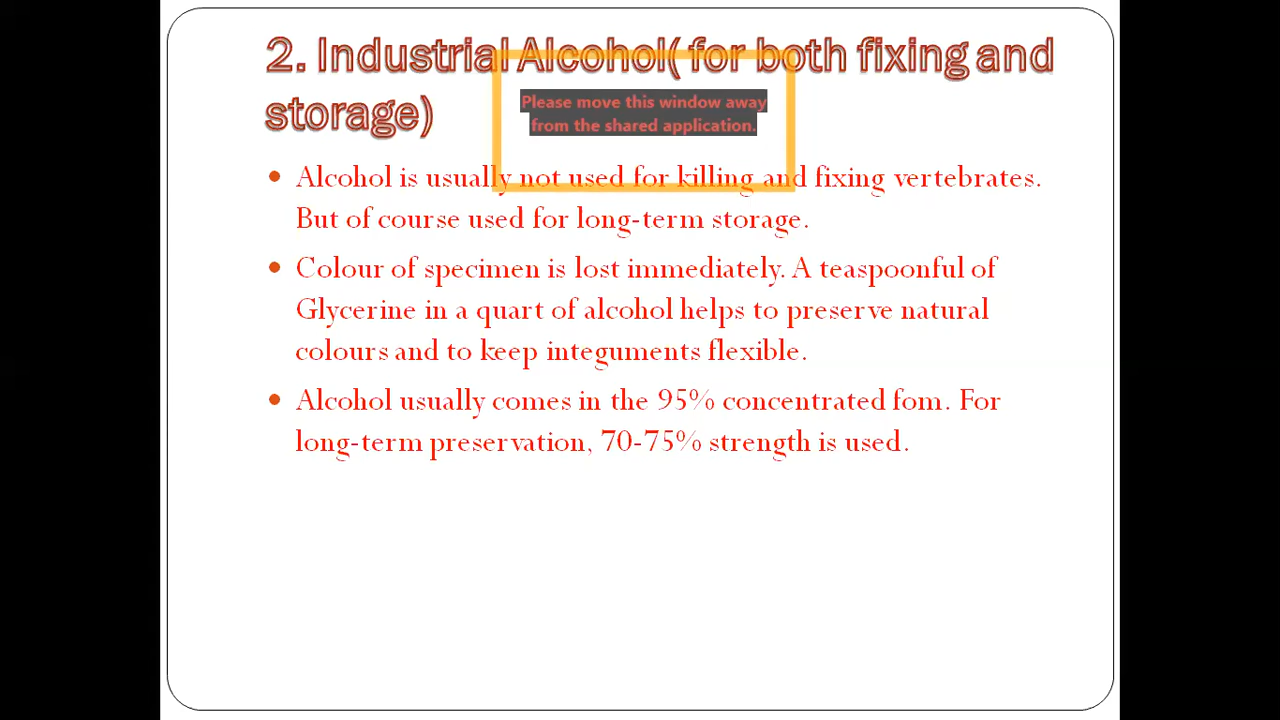 2. Industrial Alcohol( for both fixing and
storage)
Please move this window away
from the shared application.
Alcohol is usually not used for killing and fixing vertebrates.
But of course used for long-term storage.
Colour of specimen is lost immediately. A teaspoonful of
Glycerine in a quart of alcohol helps to preserve natural
colours and to keep integuments flexible.
Alcohol usually comes in the 95% concentrated fom. For
long-term preservation, 70-75% strength is used.